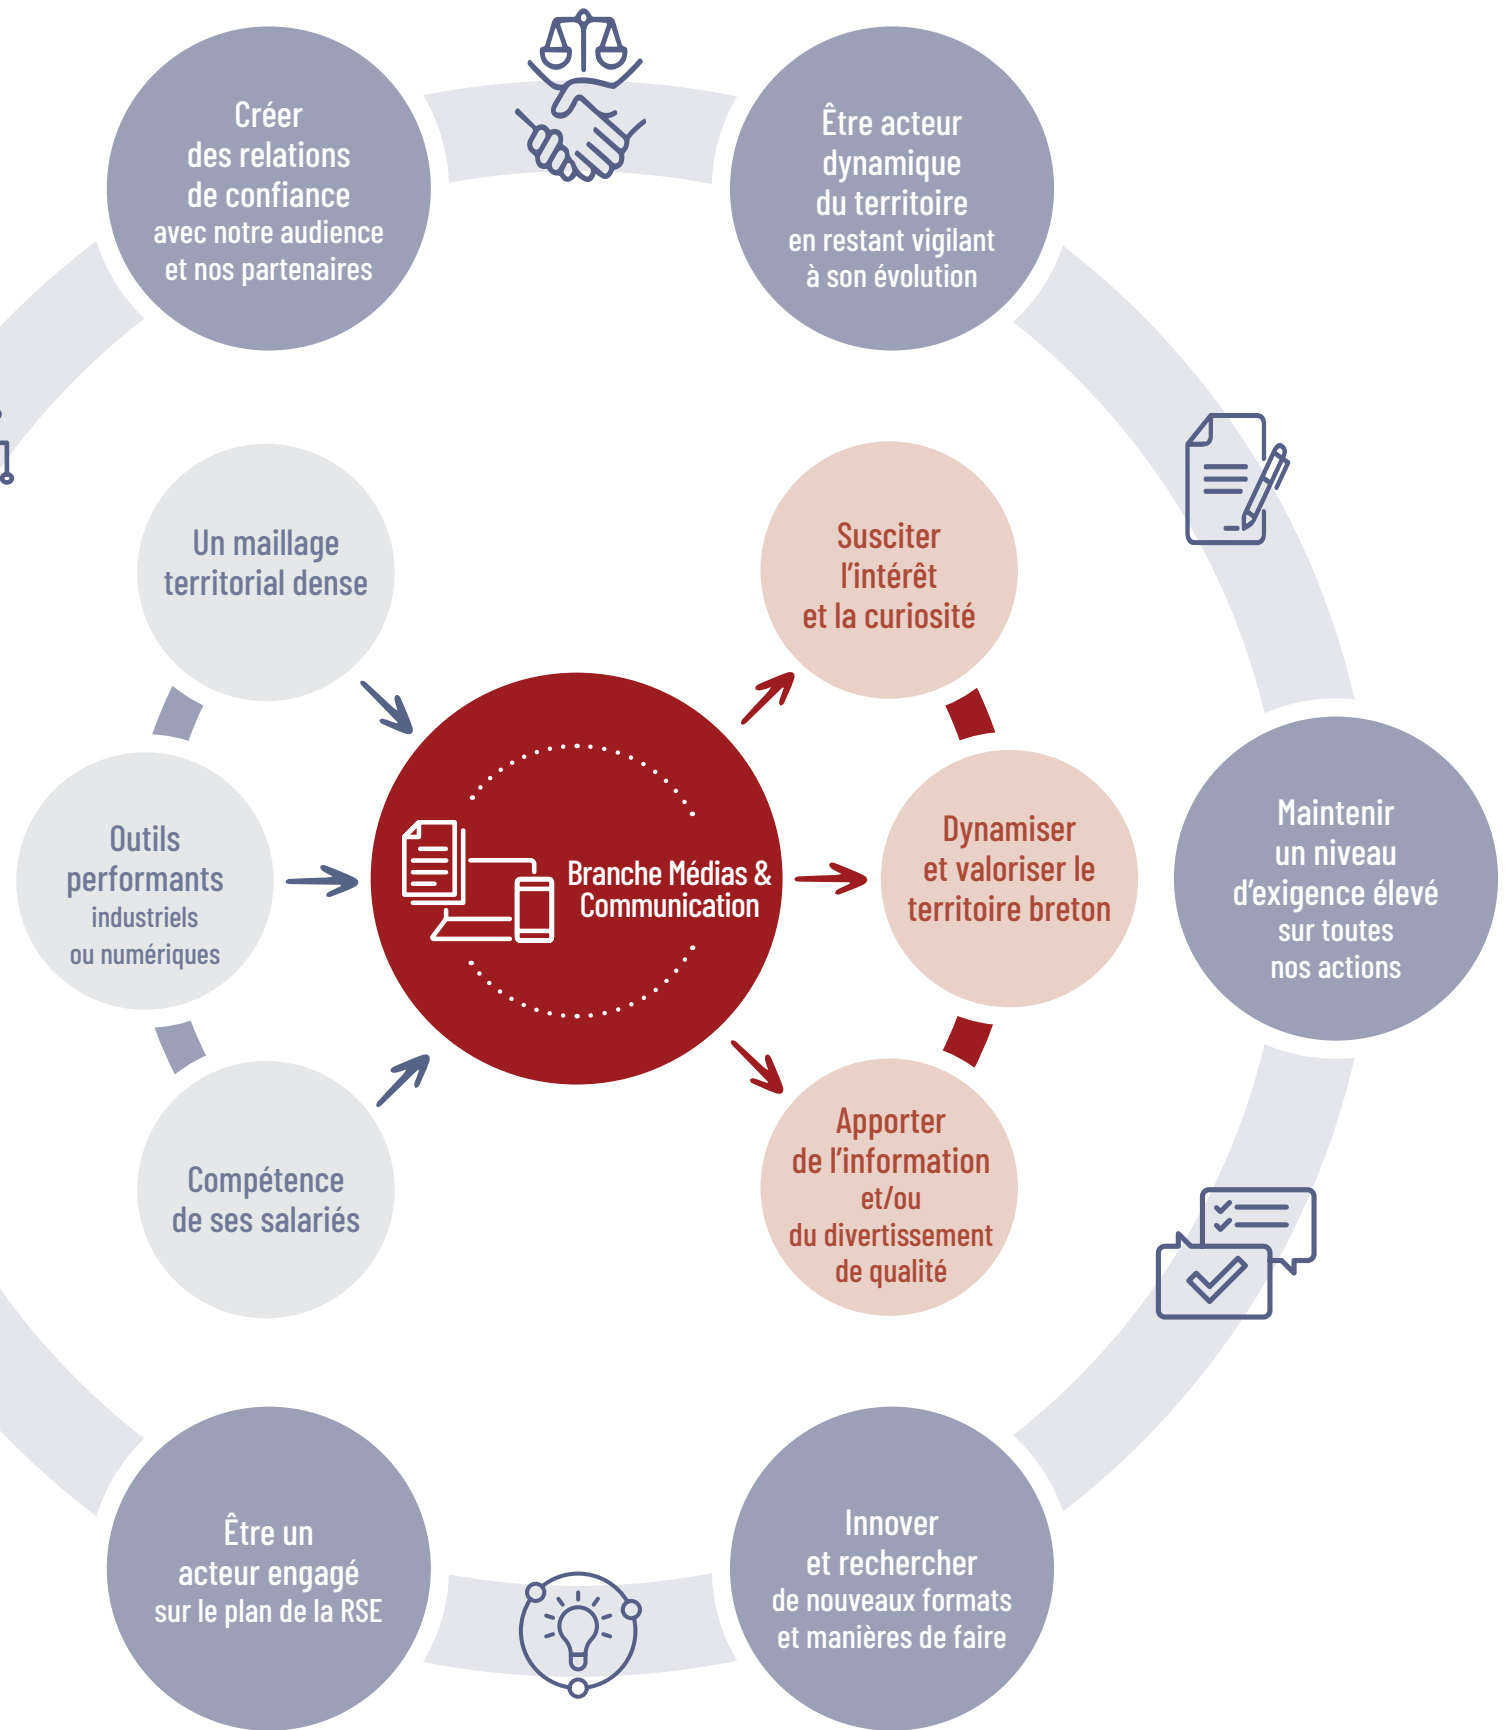 Créer
des relations
de confiance
avec notre audience
et nos partenaires
Être acteur
dynamique
du territoire
en restant vigilant
à son évolution
Un maillage
territorial dense
Susciter
l’intérêt
et la curiosité
Outils
performants
industriels
ou numériques
Branche Médias &
Communication
Dynamiser
et valoriser le
territoire breton
Maintenir
un niveau
d’exigence élevé
sur toutes
nos actions
Compétence
de ses salariés
Apporter
de l’information
et/ou
du divertissement
de qualité
Être un
acteur engagé
sur le plan de la RSE
Innover
et rechercher
de nouveaux formats
et manières de faire